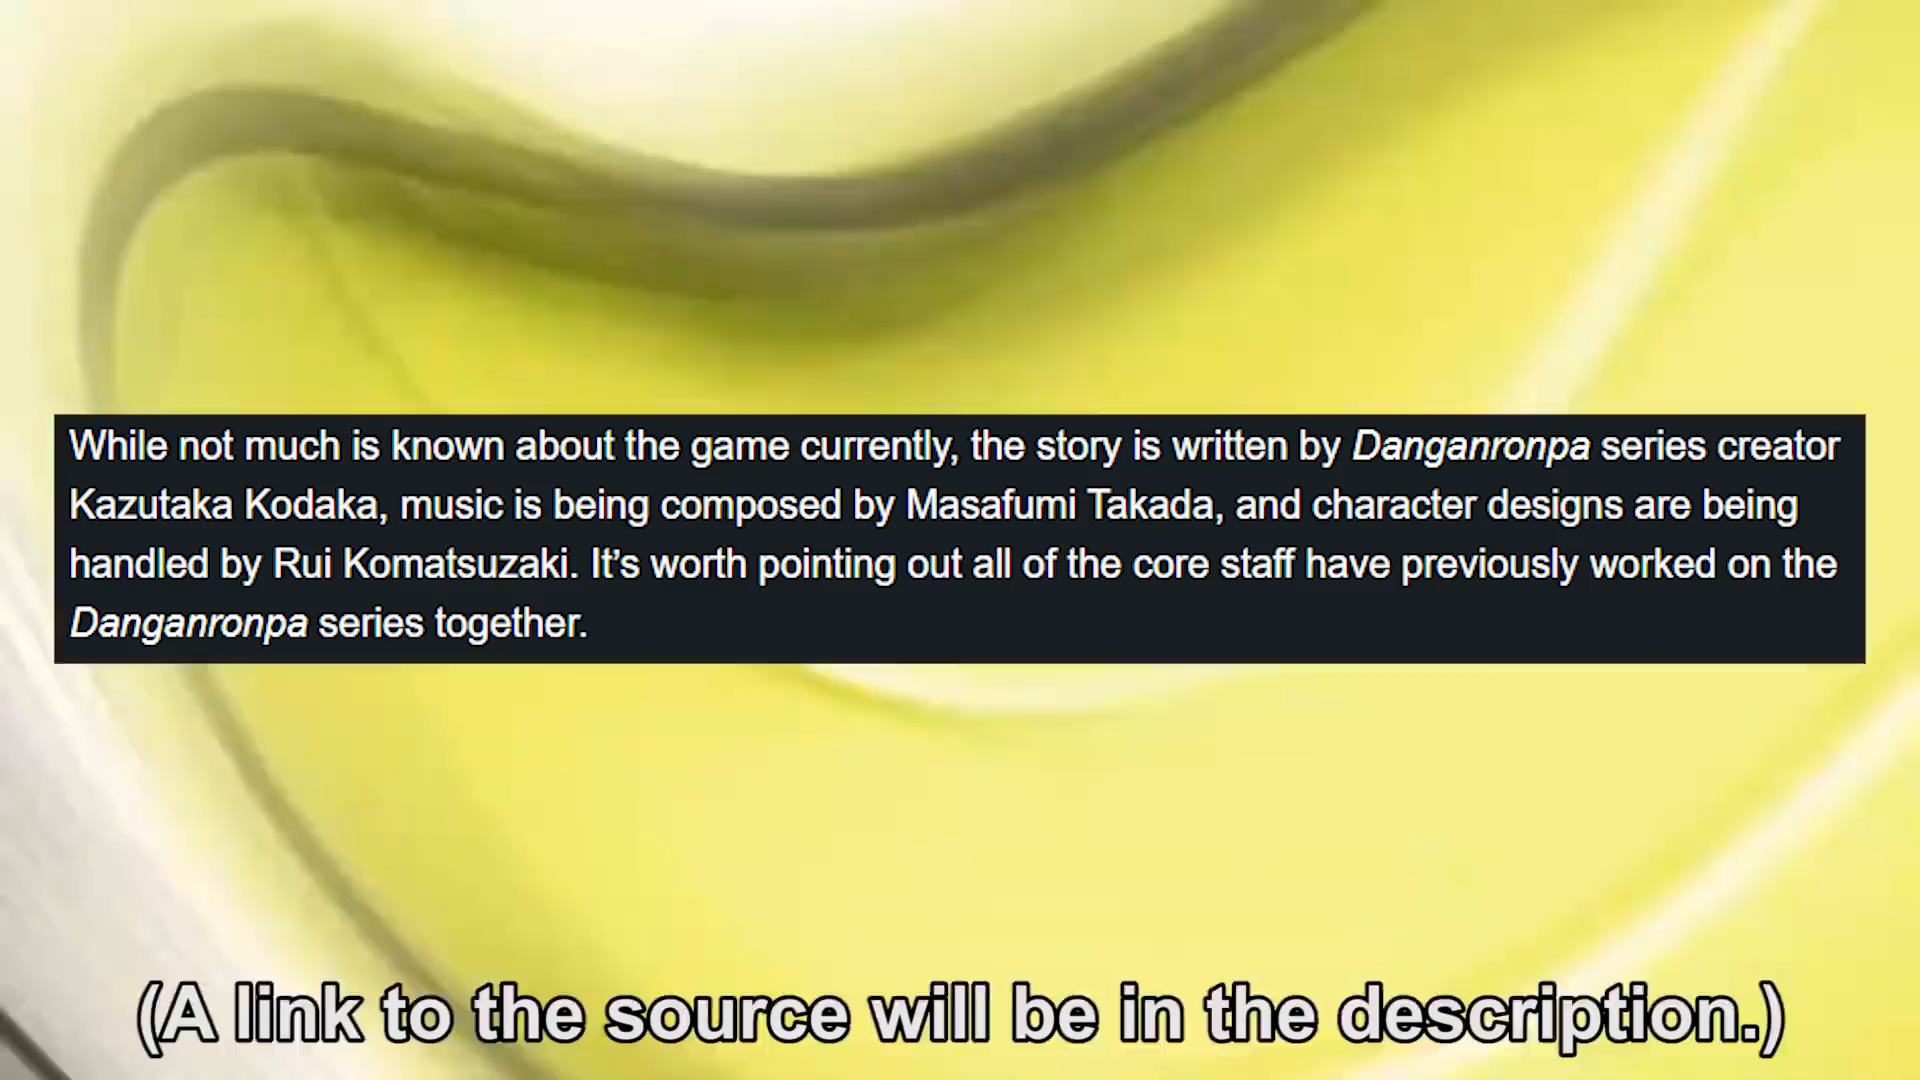 While not much is known about the game currently, the story is written by Danganronpa series creator
Kazutaka Kodaka, music is being composed by Masafumi Takada, and character designs are being
handled by Rui Komatsuzaki. It’s worth pointing out all of the core staff have previously worked on the
Danganronpa series together.
(A link to the source will be in the description.)